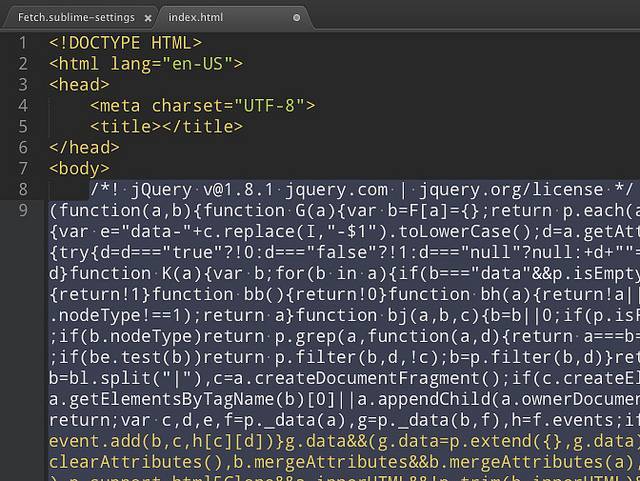 Fetch.sublime-settings × index.html
1 <!DOCTYPE HTML>
2 <html lang="en-US">
3 <head>
4 <meta charset="UTF-8">
5 <title></title>
6 </head>
7 <body>
8 /*! jQuery v@1.8.1 jquery.com | jquery.org/license */
9 (function(a,b){function G(a){var b=F[a]={};return p.each(a
{var e="data-"+c.replace(I,"-$1").toLowerCase();d=a.getAtt
{try{d=d==="true"?!0:d==="false"?!1:d==="null"?null:+d+""=
d}function K(a){var b;for(b in a){if(b==="data"&&p.isEmpty
{return!1}function bb(){return!0}function bh(a){return!a||
.nodeType!==1);return a}function bj(a,b,c){b=b||0;if(p.isF
;if(b.nodeType)return p.grep(a,function(a,d){return a===b=
;if(be.test(b))return p.filter(b,d,!c);b=p.filter(b,d)}ret
b=bl.split("|"),c=a.createDocumentFragment();if(c.createEl
a.getElementsByTagName(b)[0]||a.appendChild(a.ownerDocumen
return;var c,d,e,f=p._data(a),g=p._data(b,f),h=f.events;if
event.add(b,c,h[c][d])}g.data&&(g.data=p.extend({},g.data)
clearAttributes(),b.mergeAttributes&&b.mergeAttributes(a),